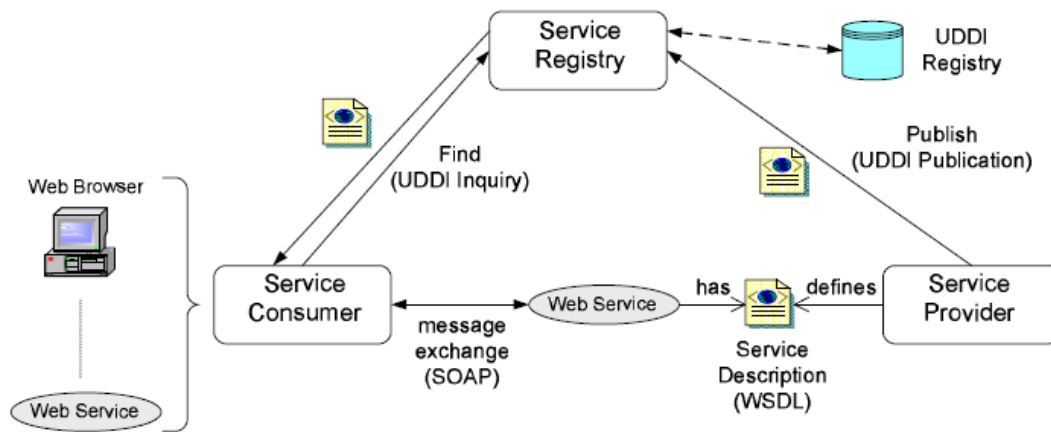 Service
Registry
UDDI
Registry
Find
(UDDI Inquiry)
Publish
(UDDI Publication)
Web Browser
Service
Consumer
message
exchange
(SOAP)
Web Service
has
defines
Service
Description
(WSDL)
Service
Provider
Web Service